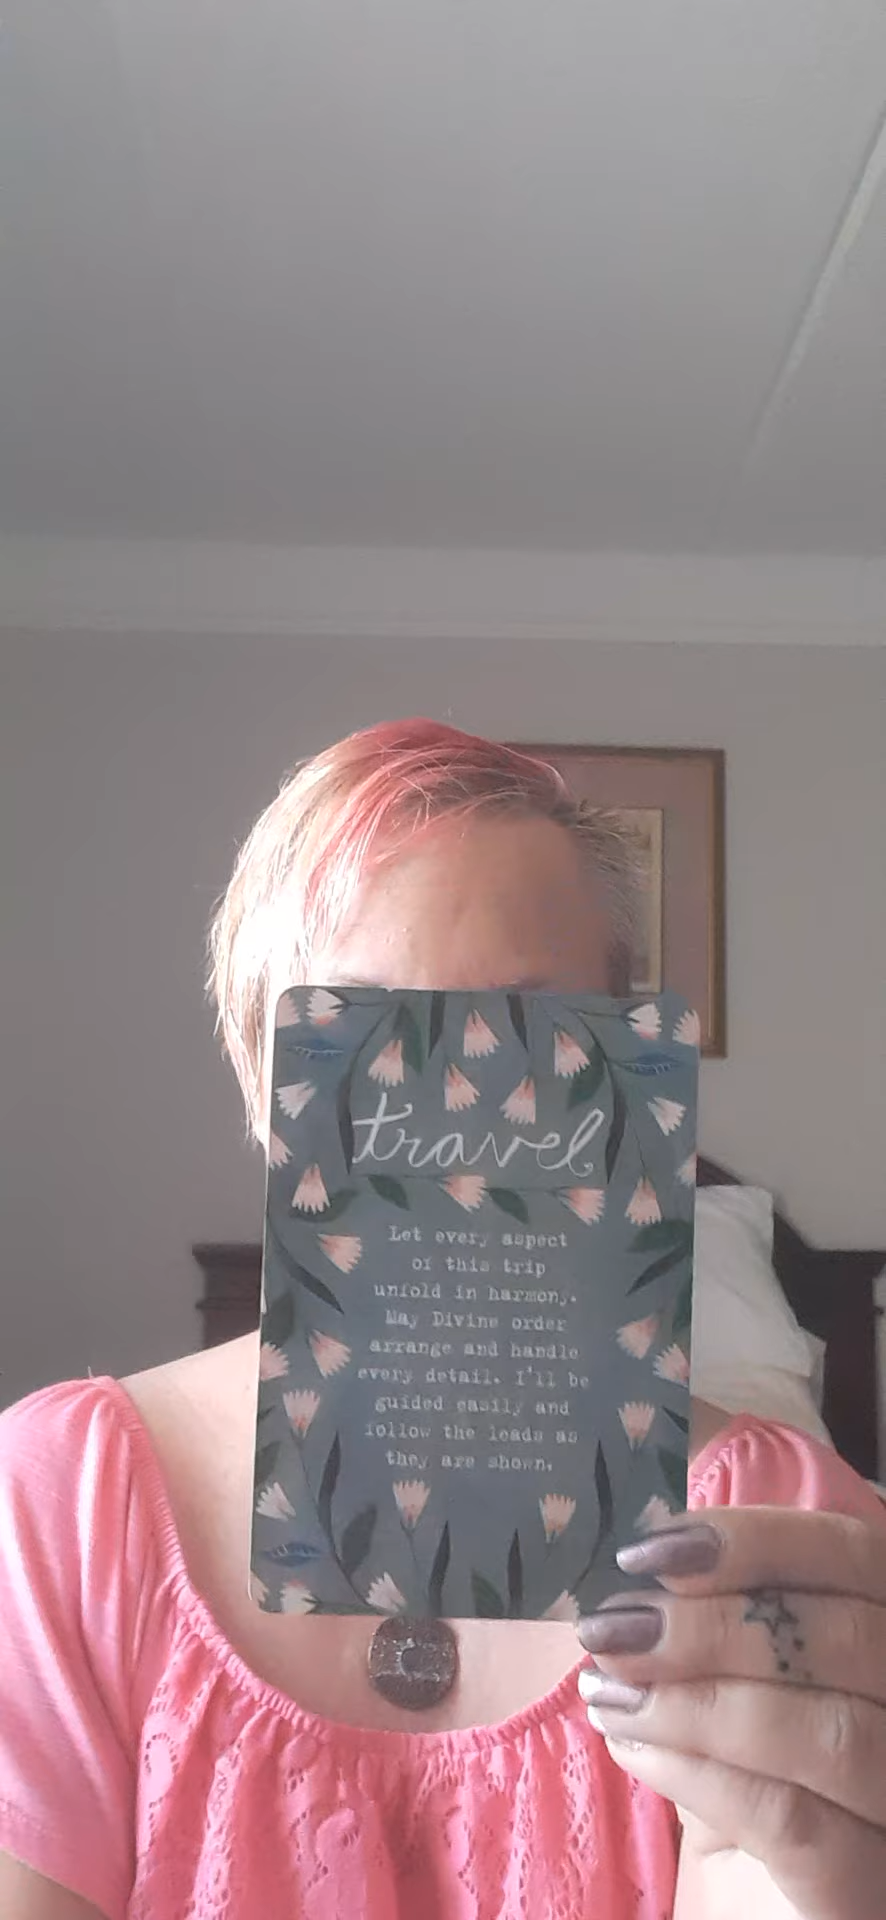 travel
Let every aspect
of this trip
unfold in harmony.
May Divine order
arrange and handle
every detail. I'll be
guided easily and
follow the leads as
they are shown.